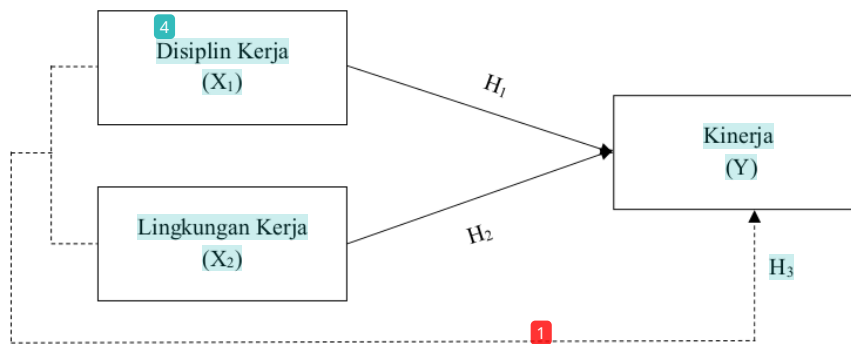 4
Disiplin Kerja
(X₁)
H₁
Kinerja
(Y)
Lingkungan Kerja
(X₂)
H₂
H₃
1